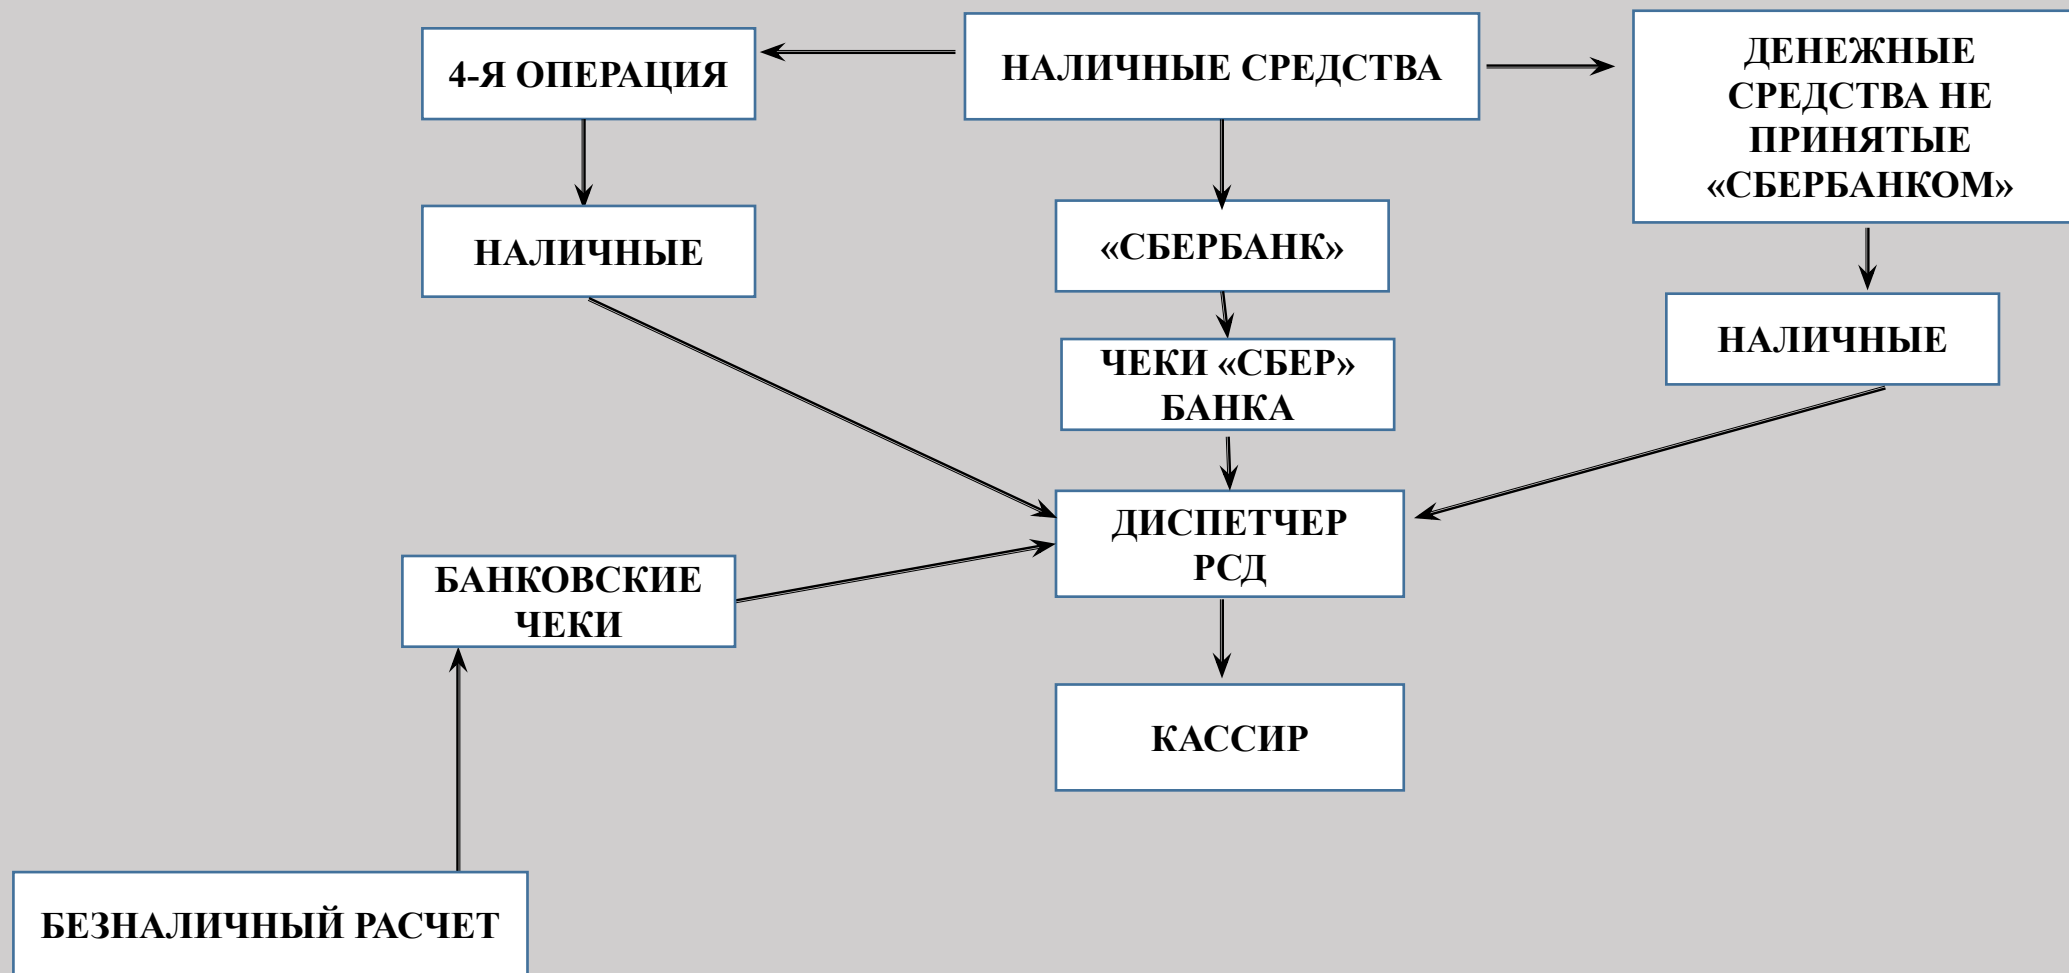 4-Я ОПЕРАЦИЯ
НАЛИЧНЫЕ СРЕДСТВА
ДЕНЕЖНЫЕ
СРЕДСТВА НЕ
ПРИНЯТЫЕ
«СБЕРБАНКОМ»
НАЛИЧНЫЕ
«СБЕРБАНК»
НАЛИЧНЫЕ
ЧЕКИ «СБЕР»
БАНКА
ДИСПЕТЧЕР
РСД
БАНКОВСКИЕ
ЧЕКИ
КАССИР
БЕЗНАЛИЧНЫЙ РАСЧЕТ